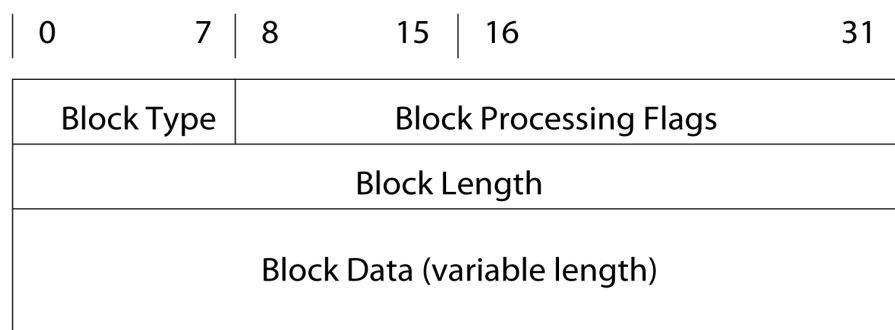 0 7 8 15 16 31
Block Type Block Processing Flags
Block Length
Block Data (variable length)